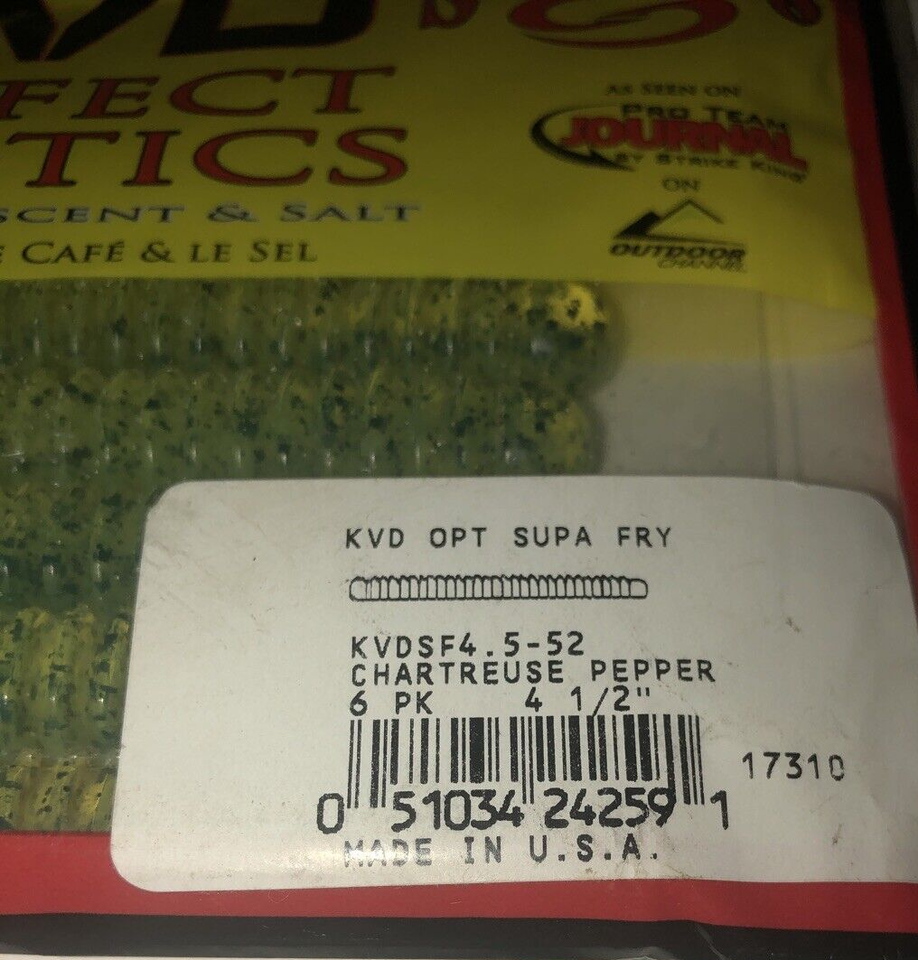 KVD
FECT
TICS
SCENT & SALT
E CAFÉ & LE SEL
AS SEEN ON
PRO TEAM
JOURNAL
BY STRIKE KING
ON
OUTDOOR
CHANNEL
KVD OPT SUPA FRY
KVDSF4.5-52
CHARTREUSE PEPPER
6 PK 4 1/2"
17310
0 51034 24259 1
MADE IN U.S.A.